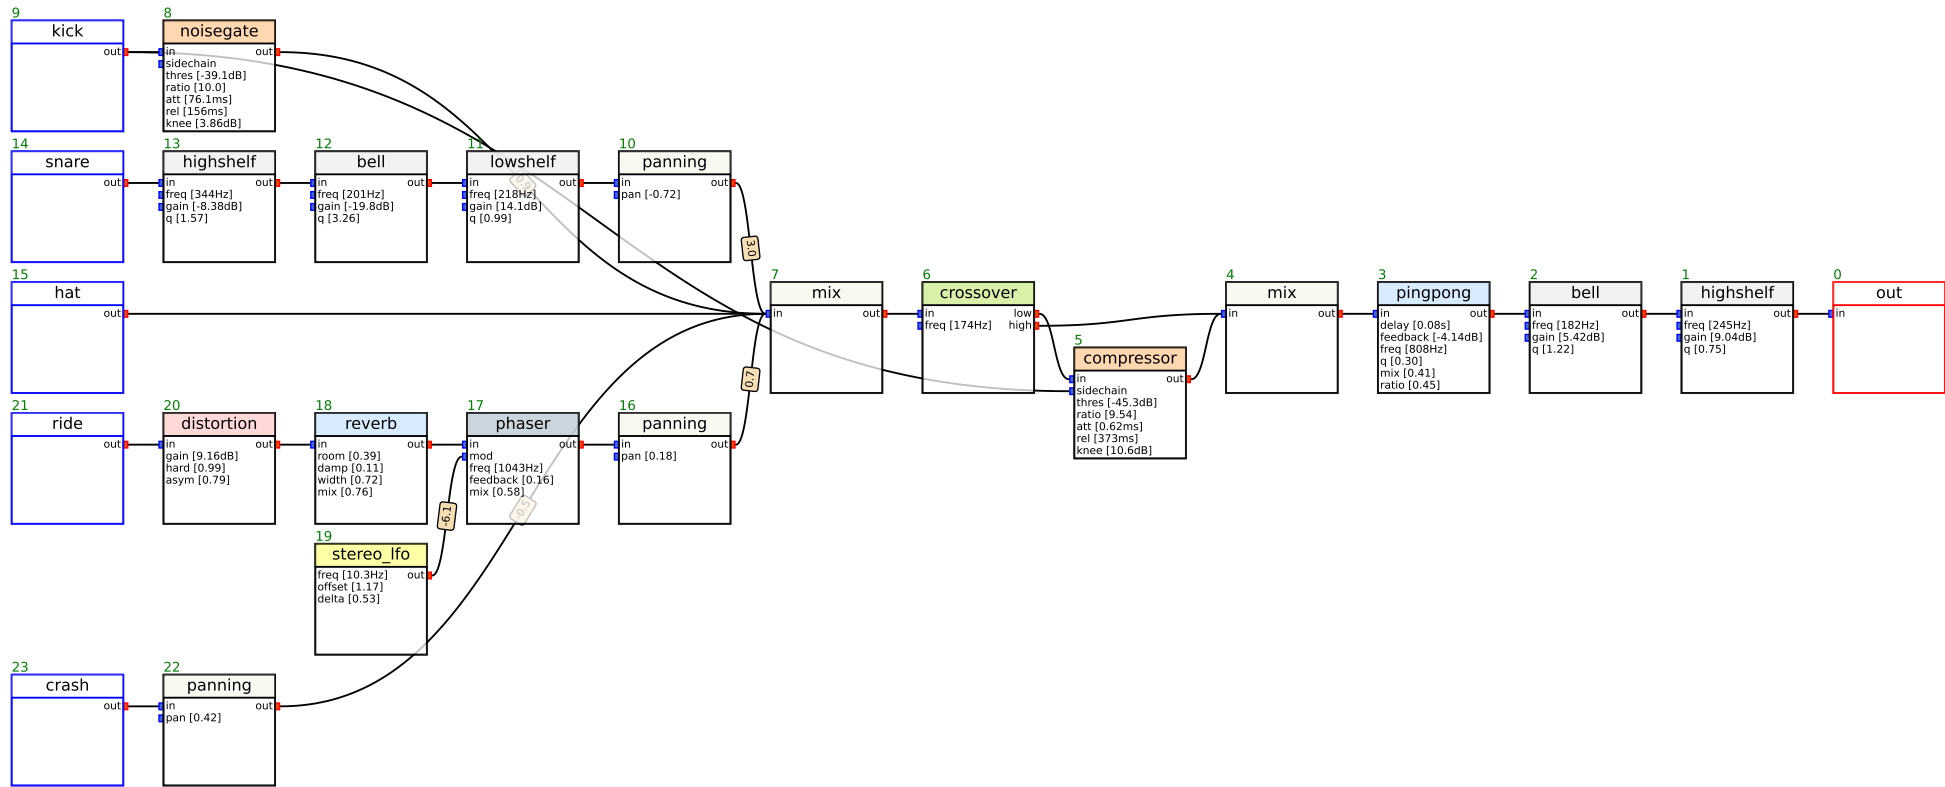 9
kick
out
8
noisegate
in out
sidechain
thres [-39.1dB]
ratio [10.0]
att [76.1ms]
rel [156ms]
knee [3.86dB]
14
snare
out
13
highshelf
in out
freq [344Hz]
gain [-8.38dB]
q [1.57]
12
bell
in out
freq [201Hz]
gain [-19.8dB]
q [3.26]
11
lowshelf
in out
freq [218Hz]
gain [14.1dB]
q [0.99]
10
panning
in out
pan [-0.72]
3.0
15
hat
out
7
mix
in out
6
crossover
in low
freq [174Hz] high
5
compressor
in out
sidechain
thres [-45.3dB]
ratio [9.54]
att [0.62ms]
rel [373ms]
knee [10.6dB]
4
mix
in out
3
pingpong
in out
delay [0.08s]
feedback [-4.14dB]
freq [808Hz]
q [0.30]
mix [0.41]
ratio [0.45]
2
bell
in out
freq [182Hz]
gain [5.42dB]
q [1.22]
1
highshelf
in out
freq [245Hz]
gain [9.04dB]
q [0.75]
0
out
in
0.7
21
ride
out
20
distortion
in out
gain [9.16dB]
hard [0.99]
asym [0.79]
18
reverb
in out
room [0.39]
damp [0.11]
width [0.72]
mix [0.76]
17
phaser
in out
mod
freq [1043Hz]
feedback [0.16]
mix [0.58]
16
panning
in out
pan [0.18]
-6.1
-0.5
19
stereo_lfo
freq [10.3Hz] out
offset [1.17]
delta [0.53]
23
crash
out
22
panning
in out
pan [0.42]